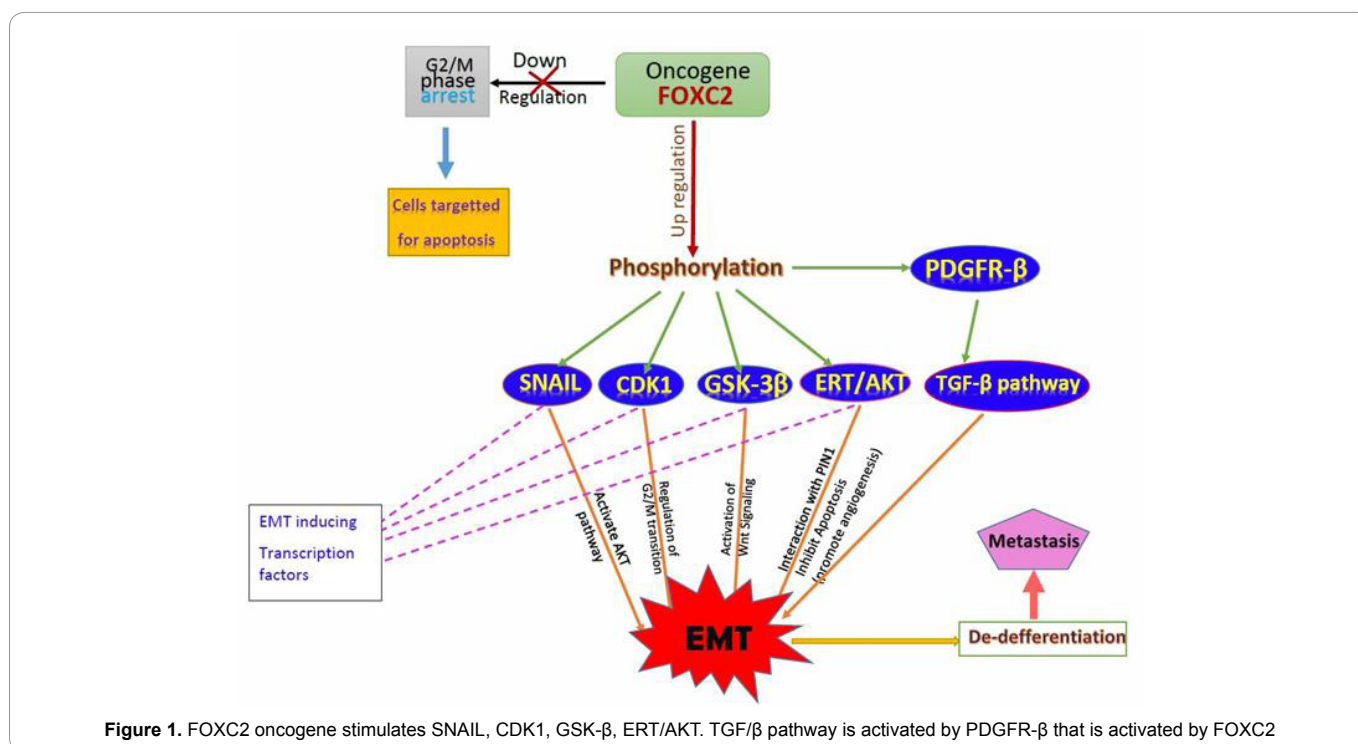 G2/M
phase
arrest
Down
Regulation
Oncogene
FOXC2
Up regulation
Cells targetted
for apoptosis
Phosphorylation
PDGFR-β
SNAIL
CDK1
GSK-3β
ERT/AKT
TGF-β pathway
Activate AKT
pathway
Regulation of
G2/M transition
Activation of
Wnt Signaling
Interaction with PIN1
Inhibit Apoptosis
(promote angiogenesis)
EMT inducing
Transcription
factors
Metastasis
EMT
De-defferentiation
Figure 1. FOXC2 oncogene stimulates SNAIL, CDK1, GSK-β, ERT/AKT. TGF/β pathway is activated by PDGFR-β that is activated by FOXC2